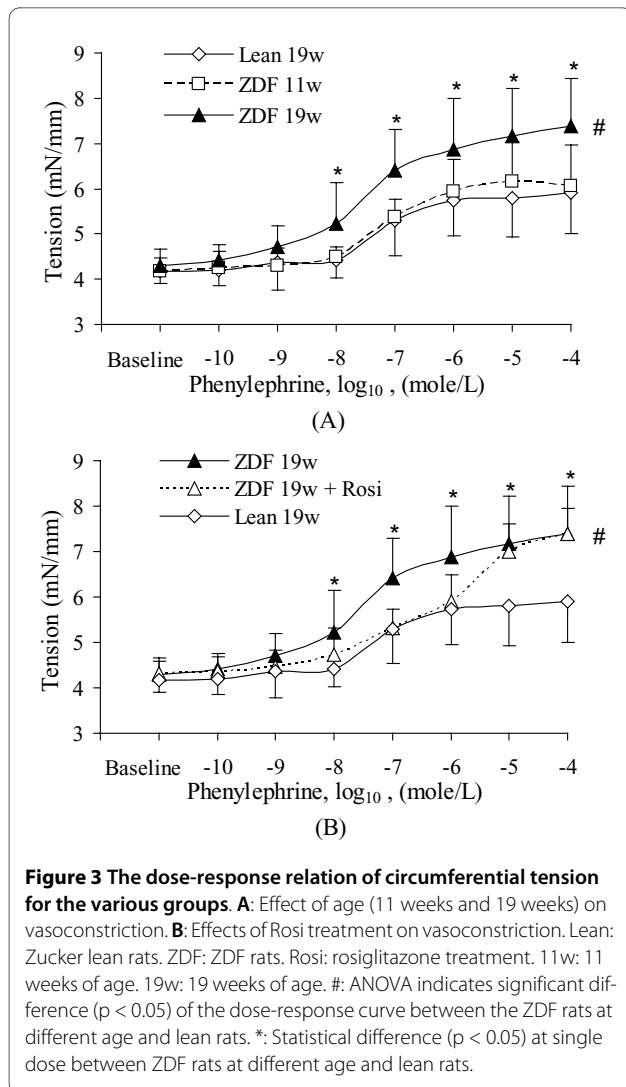 Lean 19w
ZDF 11w
ZDF 19w
9
8
7
6
5
4
3
Tension (mN/mm)
* * * * *
#
Baseline -10 -9 -8 -7 -6 -5 -4
Phenylephrine, log10 , (mole/L)
(A)
ZDF 19w
ZDF 19w + Rosi
Lean 19w
9
8
7
6
5
4
3
Tension (mN/mm)
* * * * *
#
Baseline -10 -9 -8 -7 -6 -5 -4
Phenylephrine, log10 , (mole/L)
(B)
Figure 3 The dose-response relation of circumferential tension
for the various groups. A: Effect of age (11 weeks and 19 weeks) on
vasoconstriction. B: Effects of Rosi treatment on vasoconstriction. Lean:
Zucker lean rats. ZDF: ZDF rats. Rosi: rosiglitazone treatment. 11w: 11
weeks of age. 19w: 19 weeks of age. #: ANOVA indicates significant dif-
ference (p < 0.05) of the dose-response curve between the ZDF rats at
different age and lean rats. *: Statistical difference (p < 0.05) at single
dose between ZDF rats at different age and lean rats.